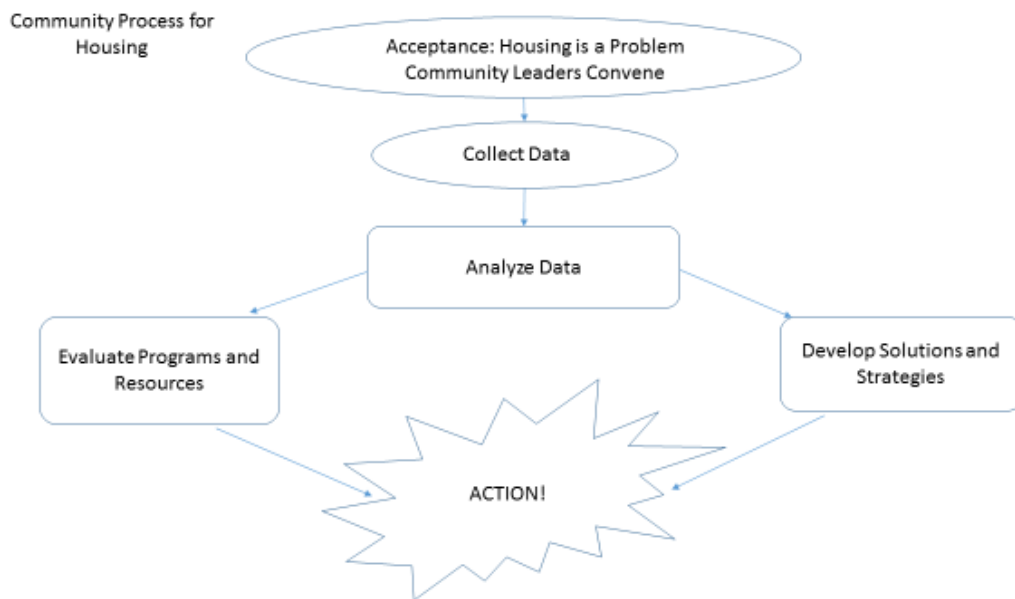 Community Process for
Housing
Acceptance: Housing is a Problem
Community Leaders Convene
Collect Data
Analyze Data
Evaluate Programs and
Resources
Develop Solutions and
Strategies
ACTION!